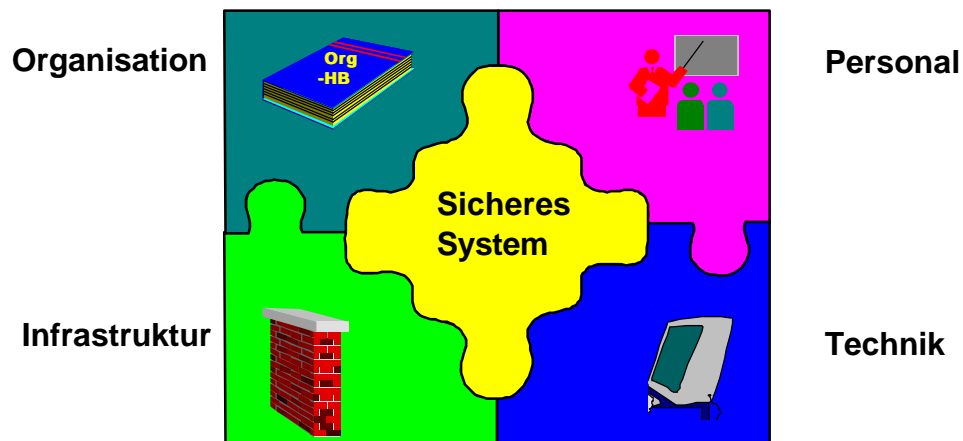 Organisation
Org
-HB
Personal
Sicheres
System
Infrastruktur
Technik